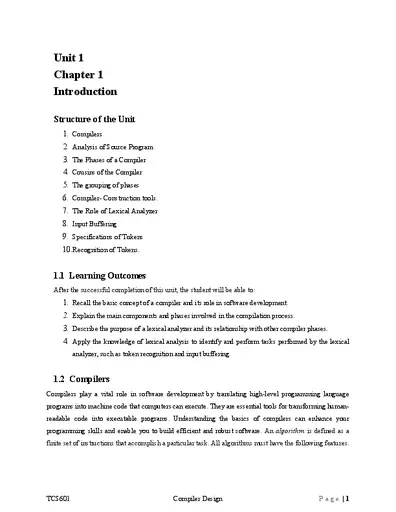 Unit 1
Chapter 1
Introduction
Structure of the Unit
1. Compilers
2. Analysis of Source Program
3. The Phases of a Compiler
4. Cousins of the Compiler
5. The grouping of phases
6. Compiler-Construction tools.
7. The Role of Lexical Analyzer
8. Input Buffering
9. Specifications of Tokens
10. Recognition of Tokens.
1.1 Learning Outcomes
After the successful completion of this unit, the student will be able to:
1. Recall the basic concept of a compiler and its role in software development.
2. Explain the main components and phases involved in the compilation process.
3. Describe the purpose of a lexical analyzer and its relationship with other compiler phases.
4. Apply the knowledge of lexical analysis to identify and perform tasks performed by the lexical
analyzer, such as token recognition and input buffering.
1.2 Compilers
Compilers play a vital role in software development by translating high-level programming language
programs into machine code that computers can execute. They are essential tools for transforming human-
readable code into executable programs. Understanding the basics of compilers can enhance your
programming skills and enable you to build efficient and robust software. An algorithm is defined as a
finite set of instructions that accomplish a particular task. All algorithms must have the following features.
TCS601 Compiler Design Page | 1